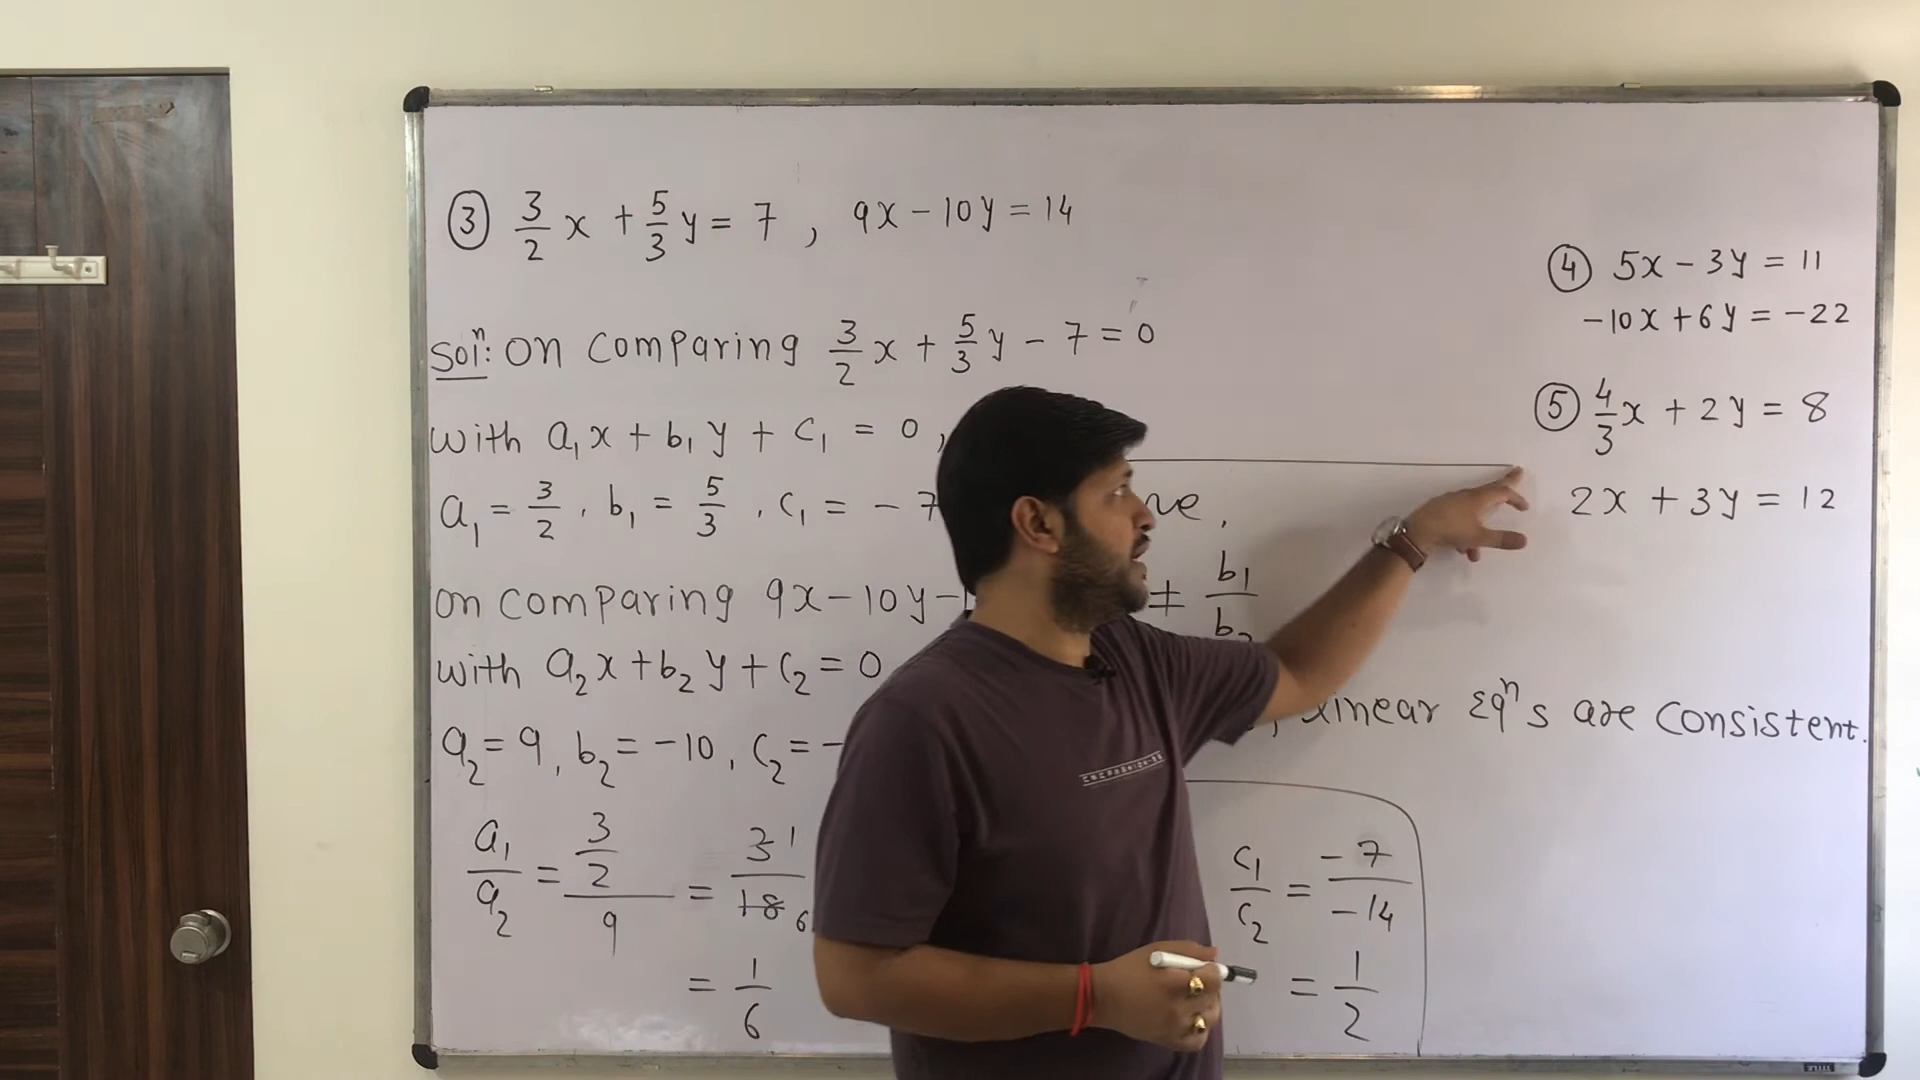 ③ 3/2 x + 5/3 y = 7 , 9x - 10y = 14
Solⁿ: on comparing 3/2 x + 5/3 y - 7 = 0
with a₁x + b₁y + c₁ = 0,
a₁ = 3/2 , b₁ = 5/3 , c₁ = -7
on comparing 9x - 10y -
with a₂x + b₂y + c₂ = 0
a₂ = 9, b₂ = -10, c₂ = -
a₁/a₂ = 3/2 / 9 = 3 1 / 18 6
= 1/6
≠ b₁/b₂
linear Eqⁿs are consistent.
c₁/c₂ = -7/-14
= 1/2
④ 5x - 3y = 11
-10x + 6y = -22
⑤ 4/3 x + 2y = 8
2x + 3y = 12